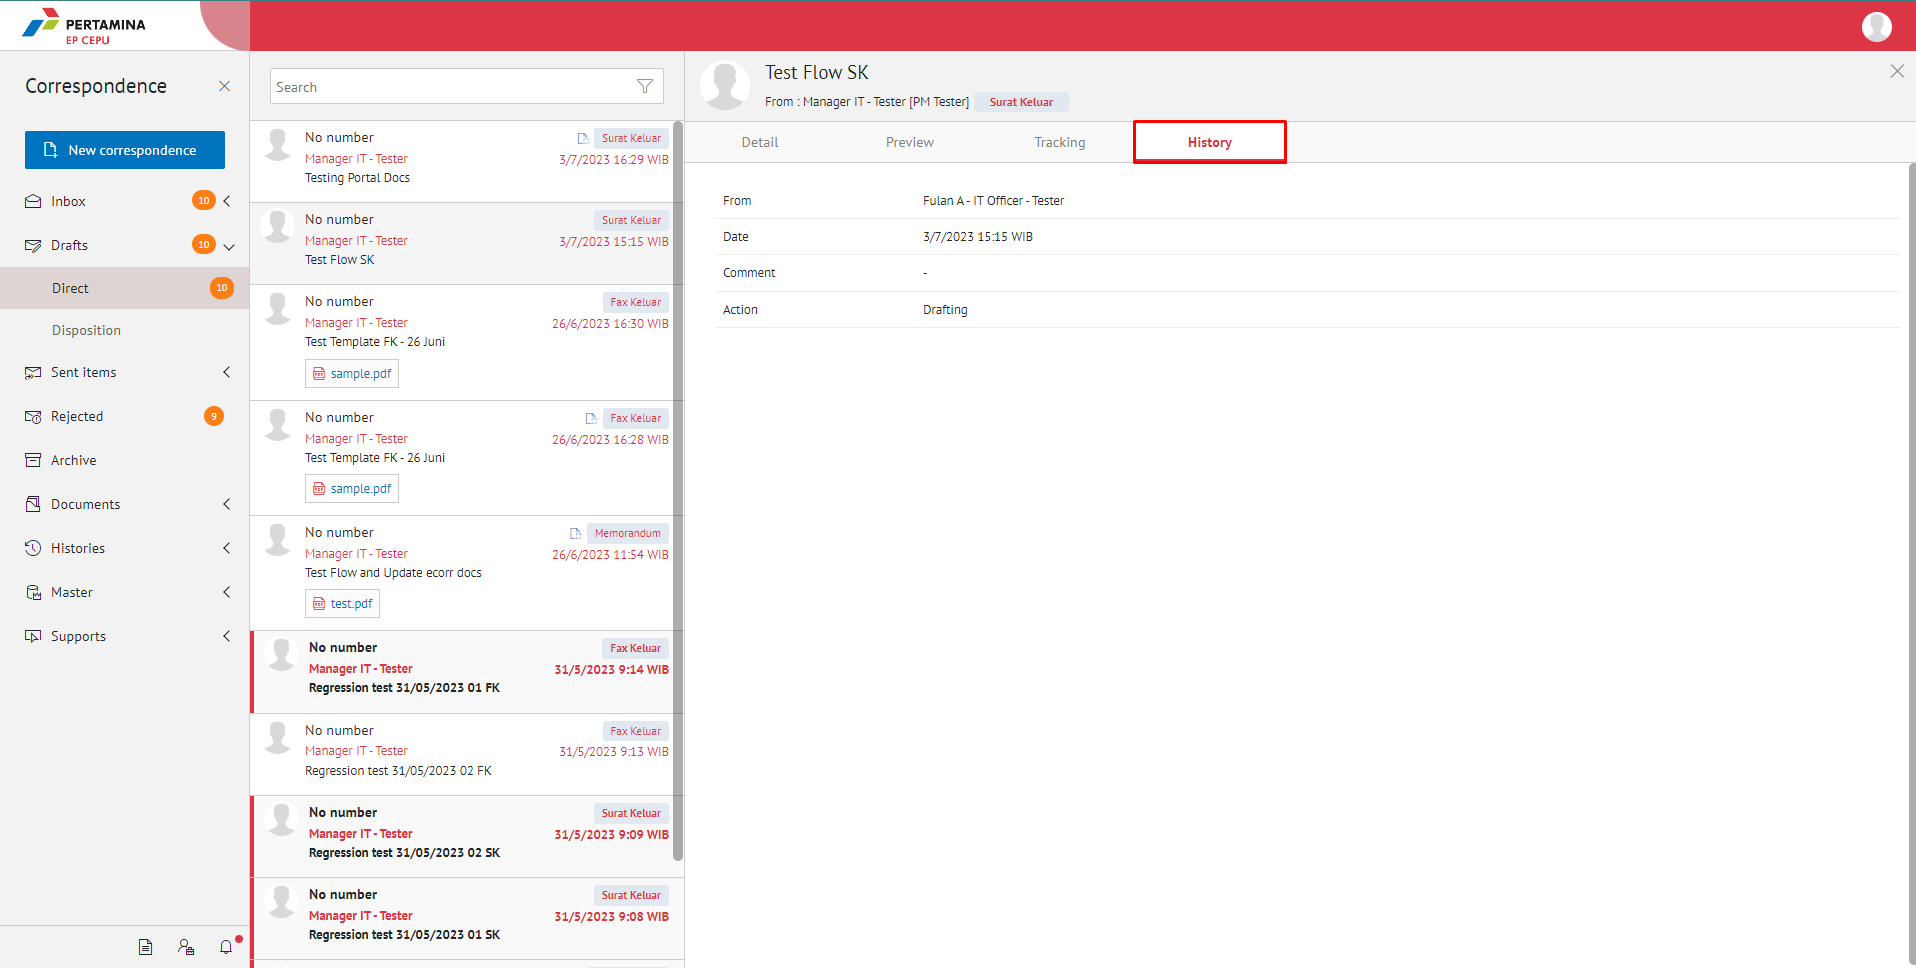 PERTAMINA
EP CEPU
Correspondence
New correspondence
Inbox 10
Drafts 10
Direct 10
Disposition
Sent items
Rejected 9
Archive
Documents
Histories
Master
Supports
Search
No number Surat Keluar
Manager IT - Tester 3/7/2023 16:29 WIB
Testing Portal Docs
No number Surat Keluar
Manager IT - Tester 3/7/2023 15:15 WIB
Test Flow SK
No number Fax Keluar
Manager IT - Tester 26/6/2023 16:30 WIB
Test Template FK - 26 Juni
sample.pdf
No number Fax Keluar
Manager IT - Tester 26/6/2023 16:28 WIB
Test Template FK - 26 Juni
sample.pdf
No number Memorandum
Manager IT - Tester 26/6/2023 11:54 WIB
Test Flow and Update ecorr docs
test.pdf
No number Fax Keluar
Manager IT - Tester 31/5/2023 9:14 WIB
Regression test 31/05/2023 01 FK
No number Fax Keluar
Manager IT - Tester 31/5/2023 9:13 WIB
Regression test 31/05/2023 02 FK
No number Surat Keluar
Manager IT - Tester 31/5/2023 9:09 WIB
Regression test 31/05/2023 02 SK
No number Surat Keluar
Manager IT - Tester 31/5/2023 9:08 WIB
Regression test 31/05/2023 01 SK
Test Flow SK
From : Manager IT - Tester [PM Tester] Surat Keluar
Detail Preview Tracking History
From Fulan A - IT Officer - Tester
Date 3/7/2023 15:15 WIB
Comment -
Action Drafting